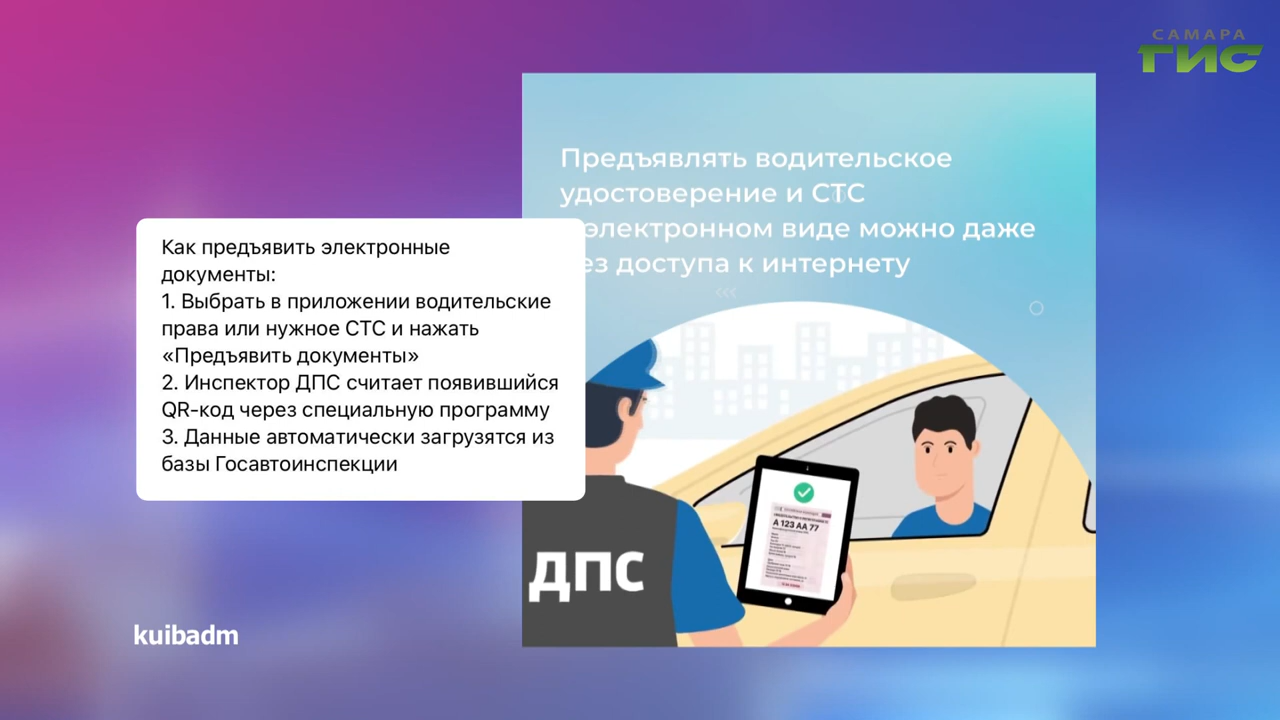 САМАРА
ГИС
Предъявлять водительское
удостоверение и СТС
электронном виде можно даже
ез доступа к интернету
Как предъявить электронные
документы:
1. Выбрать в приложении водительские
права или нужное СТС и нажать
«Предъявить документы»
2. Инспектор ДПС считает появившийся
QR-код через специальную программу
3. Данные автоматически загрузятся из
базы Госавтоинспекции
А 123 АА 77
ДПС
kuibadm